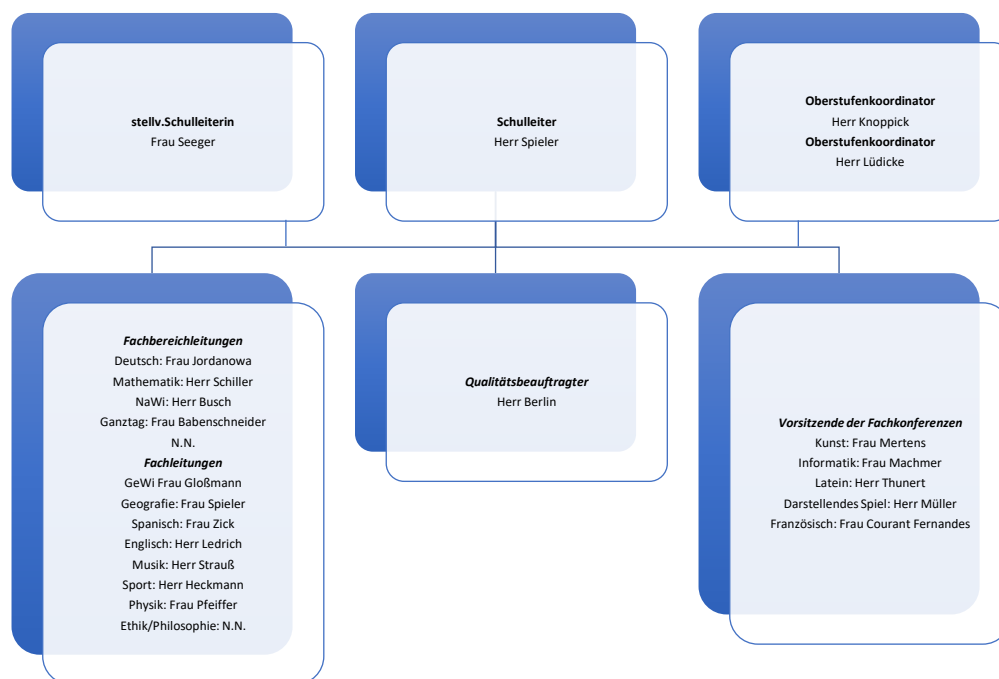 stellv.Schulleiterin
Frau Seeger
Schulleiter
Herr Spieler
Oberstufenkoordinator
Herr Knoppick
Oberstufenkoordinator
Herr Lüdicke
Fachbereichleitungen
Deutsch: Frau Jordanowa
Mathematik: Herr Schiller
NaWi: Herr Busch
Ganztag: Frau Babenschneider
N.N.
Fachleitungen
GeWi Frau Gloßmann
Geografie: Frau Spieler
Spanisch: Frau Zick
Englisch: Herr Ledrich
Musik: Herr Strauß
Sport: Herr Heckmann
Physik: Frau Pfeiffer
Ethik/Philosophie: N.N.
Qualitätsbeauftragter
Herr Berlin
Vorsitzende der Fachkonferenzen
Kunst: Frau Mertens
Informatik: Frau Machmer
Latein: Herr Thunert
Darstellendes Spiel: Herr Müller
Französisch: Frau Courant Fernandes